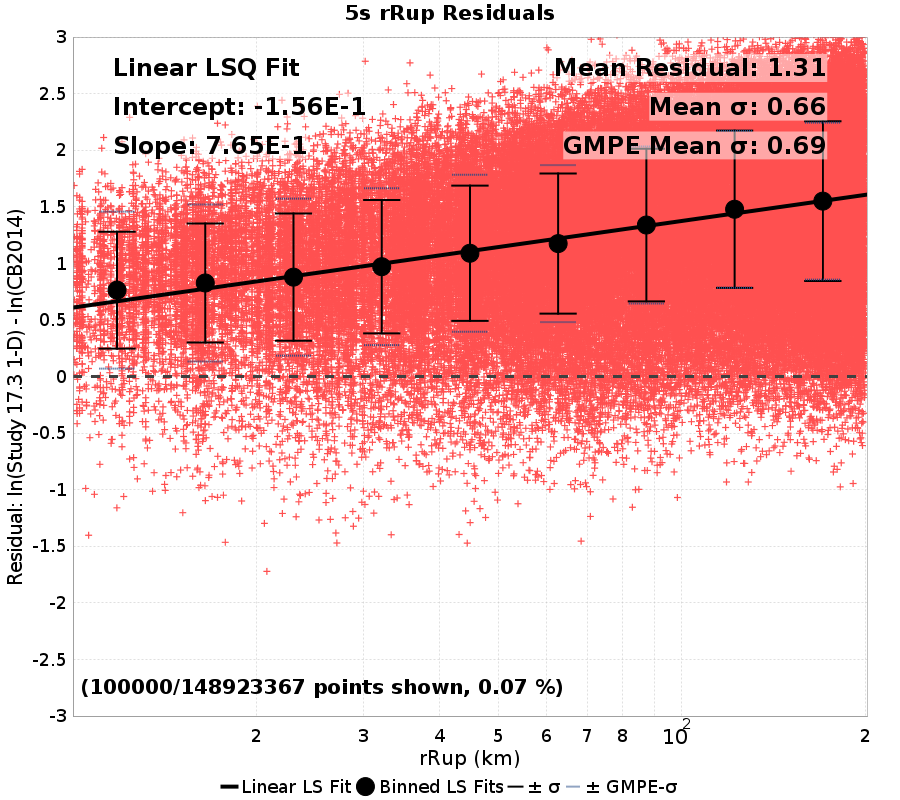 5s rRup Residuals
Linear LSQ Fit
Intercept: -1.56E-1
Slope: 7.65E-1
Mean Residual: 1.31
Mean σ: 0.66
GMPE Mean σ: 0.69
3
2.5
2
1.5
1
0.5
0
-0.5
-1
-1.5
-2
-2.5
-3
Residual: ln(Study 17.3 1-D) - ln(CB2014)
(100000/148923367 points shown, 0.07 %)
2 3 4 5 6 7 8 10² 2
rRup (km)
Linear LS Fit Binned LS Fits ± σ ± GMPE-σ